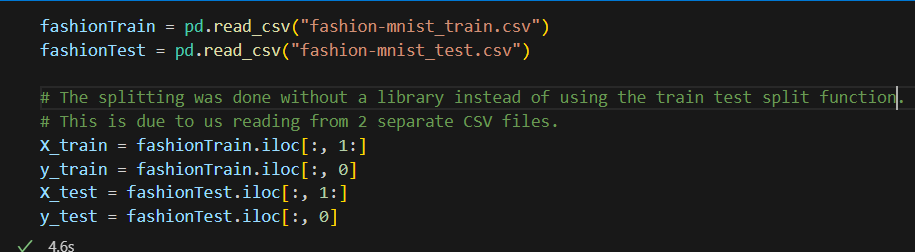 fashionTrain = pd.read_csv("fashion-mnist_train.csv")
fashionTest = pd.read_csv("fashion-mnist_test.csv")
# The splitting was done without a library instead of using the train test split function.
# This is due to us reading from 2 separate CSV files.
X_train = fashionTrain.iloc[:, 1:]
y_train = fashionTrain.iloc[:, 0]
X_test = fashionTest.iloc[:, 1:]
y_test = fashionTest.iloc[:, 0]
✓ 4.6s